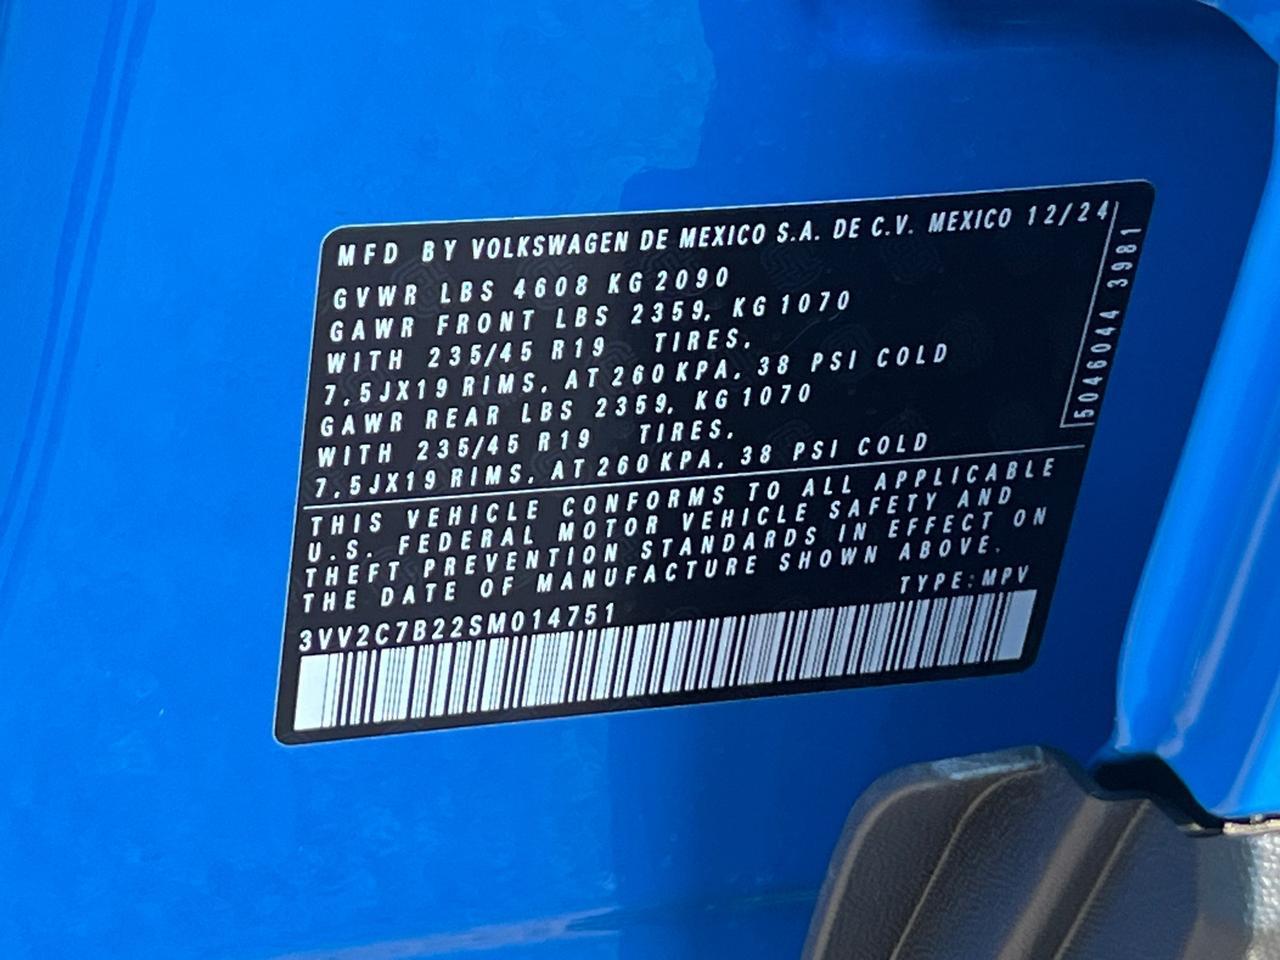 MFD BY VOLKSWAGEN DE MEXICO S.A. DE C.V. MEXICO 12/24
GVWR LBS 4608 KG 2090
GAWR FRONT LBS 2359, KG 1070
WITH 235/45 R19 TIRES,
7,5JX19 RIMS, AT 260 KPA, 38 PSI COLD
GAWR REAR LBS 2359, KG 1070
WITH 235/45 R19 TIRES,
7,5JX19 RIMS, AT 260 KPA, 38 PSI COLD
5046044 3981
THIS VEHICLE CONFORMS TO ALL APPLICABLE
U.S. FEDERAL MOTOR VEHICLE SAFETY AND
THEFT PREVENTION STANDARDS IN EFFECT ON
THE DATE OF MANUFACTURE SHOWN ABOVE.
TYPE:MPV
3VV2C7B22SM014751